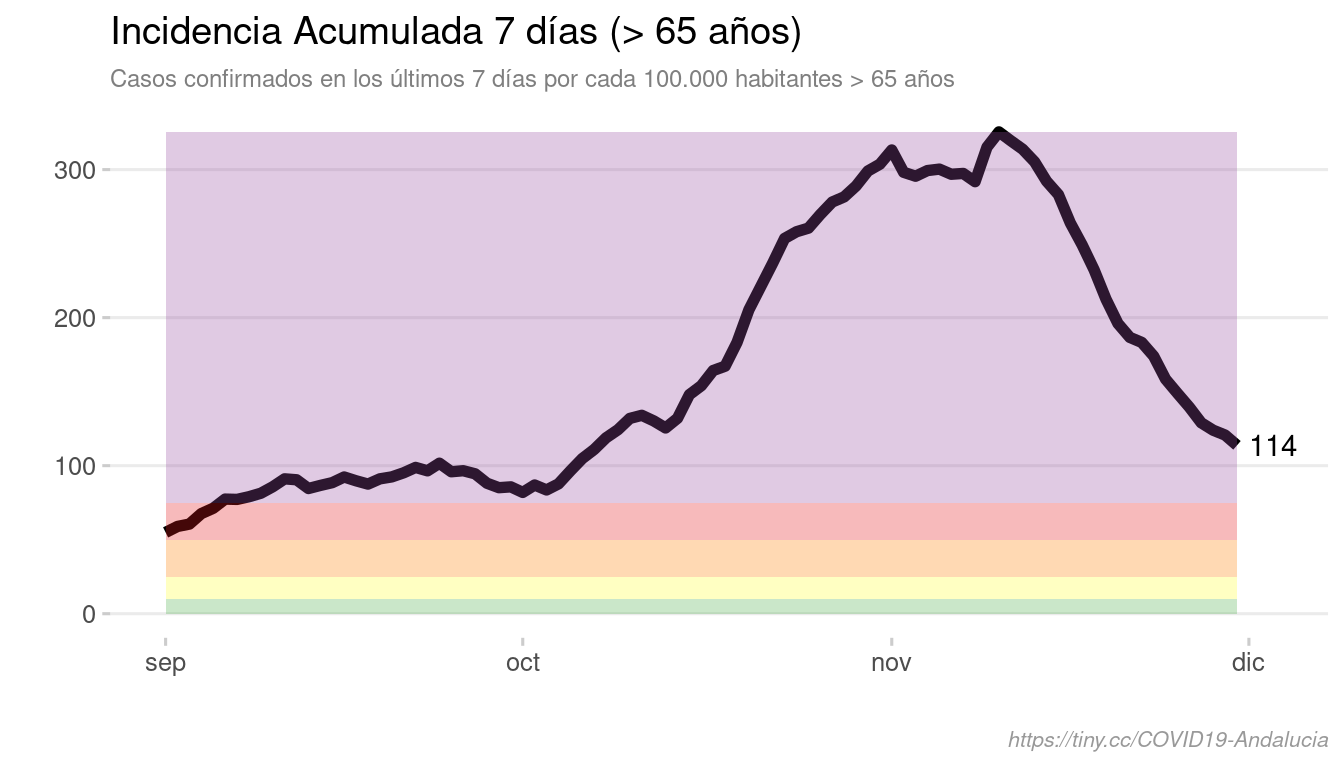 Incidencia Acumulada 7 días (> 65 años)
Casos confirmados en los últimos 7 días por cada 100.000 habitantes > 65 años
300
200
100
0
114
sep oct nov dic
https://tiny.cc/COVID19-Andalucia